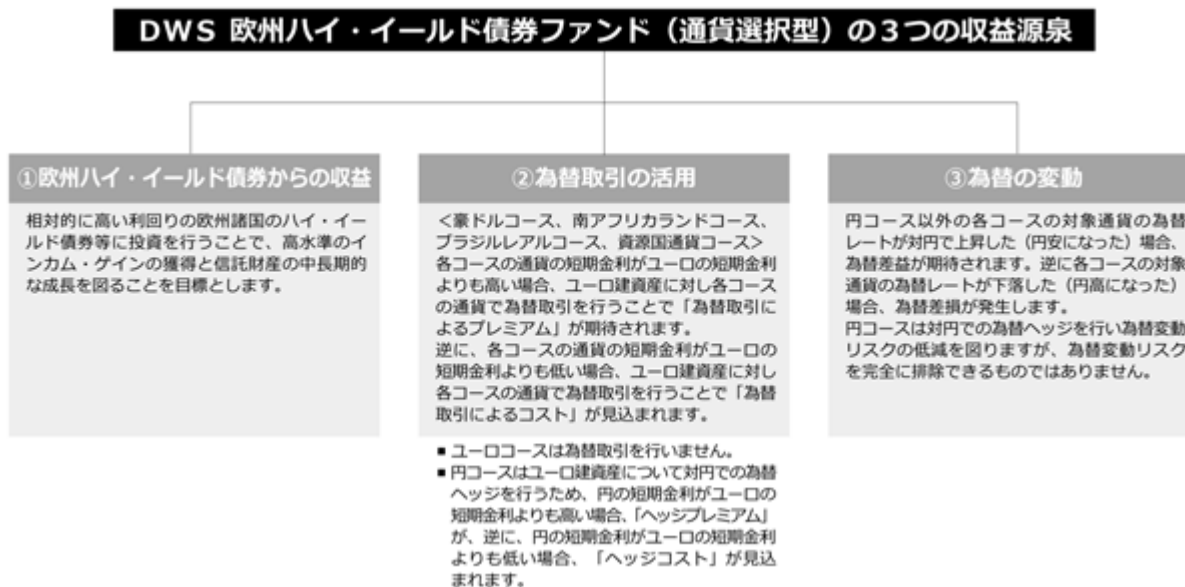 DWS 欧州ハイ・イールド債券ファンド（通貨選択型）の３つの収益源泉
①欧州ハイ・イールド債券からの収益
相対的に高い利回りの欧州諸国のハイ・イー
ルド債券等に投資を行うことで、高水準のイ
ンカム・ゲインの獲得と信託財産の中長期的
な成長を図ることを目標とします。
②為替取引の活用
＜豪ドルコース、南アフリカランドコース、
ブラジルレアルコース、資源国通貨コース＞
各コースの通貨の短期金利がユーロの短期金利
よりも高い場合、ユーロ建資産に対し各コース
の通貨で為替取引を行うことで「為替取引に
よるプレミアム」が期待されます。
逆に、各コースの通貨の短期金利がユーロの
短期金利よりも低い場合、ユーロ建資産に対し
各コースの通貨で為替取引を行うことで「為替
取引によるコスト」が見込まれます。
■ ユーロコースは為替取引を行いません。
■ 円コースはユーロ建資産について対円での為替
ヘッジを行うため、円の短期金利がユーロの
短期金利よりも高い場合、「ヘッジプレミアム」
が、逆に、円の短期金利がユーロの短期金利
よりも低い場合、「ヘッジコスト」が見込
まれます。
③為替の変動
円コース以外の各コースの対象通貨の為替
レートが対円で上昇した（円安になった）場合、
為替差益が期待されます。逆に各コースの対象
通貨の為替レートが下落した（円高になった）
場合、為替差損が発生します。
円コースは対円での為替ヘッジを行い為替変動
リスクの低減を図りますが、為替変動リスク
を完全に排除できるものではありません。